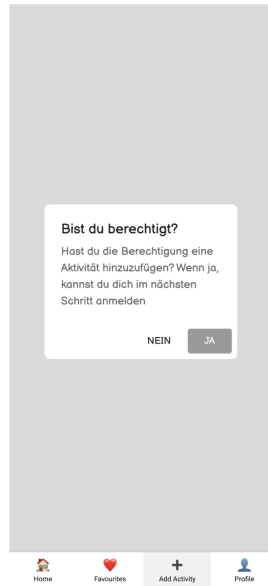 Bist du berechtigt?
Hast du die Berechtigung eine
Aktivität hinzuzufügen? Wenn ja,
kannst du dich im nächsten
Schritt anmelden
NEIN JA
Home Favourites Add Activity Profile